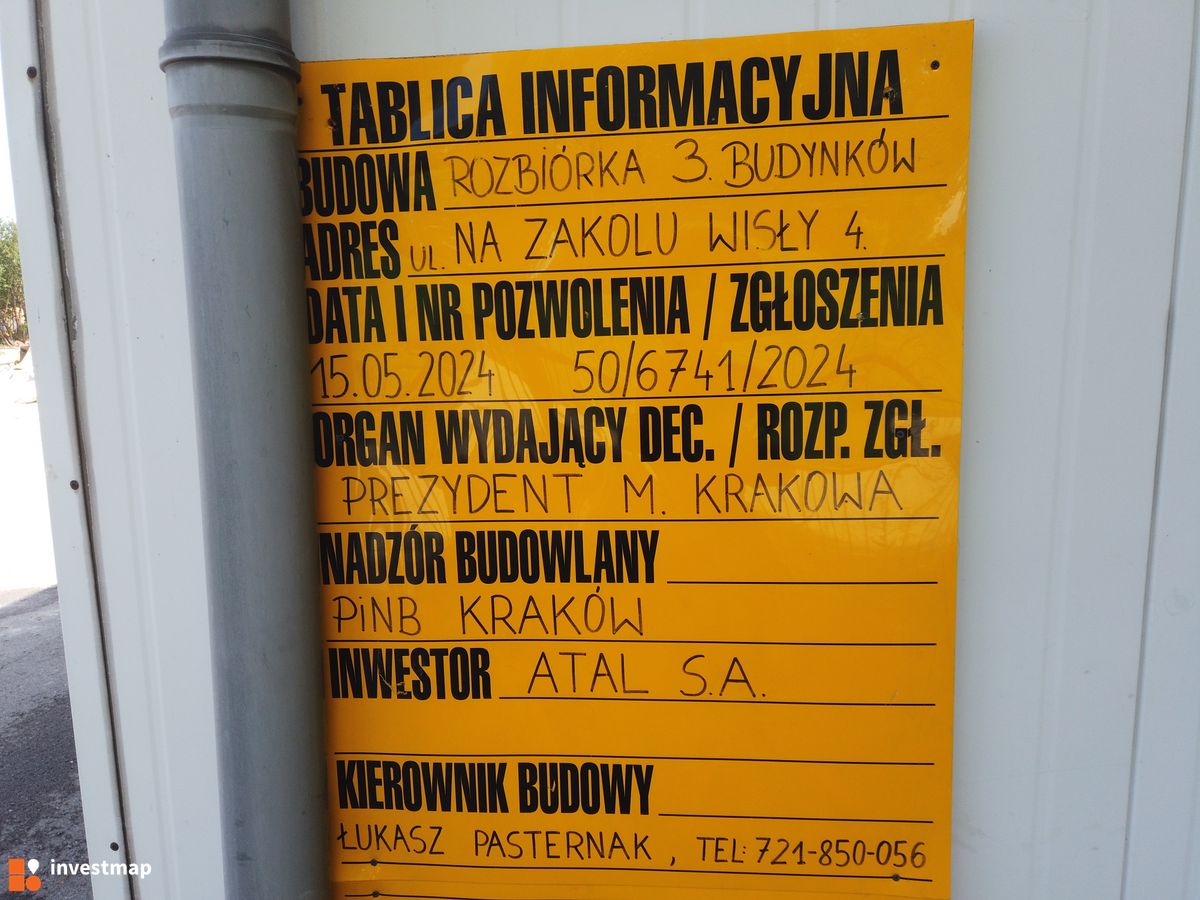 TABLICA INFORMACYJNA
BUDOWA ROZBIÓRKA 3. BUDYNKÓW
ADRES UL. NA ZAKOLU WISŁY 4.
DATA I NR POZWOLENIA / ZGŁOSZENIA
15.05.2024 50/6741/2024
ORGAN WYDAJĄCY DEC. / ROZP. ZGŁ.
PREZYDENT M. KRAKOWA
NADZÓR BUDOWLANY
PiNB KRAKÓW
INWESTOR ATAL S.A.
KIEROWNIK BUDOWY
ŁUKASZ PASTERNAK, TEL: 721-850-056
investmap